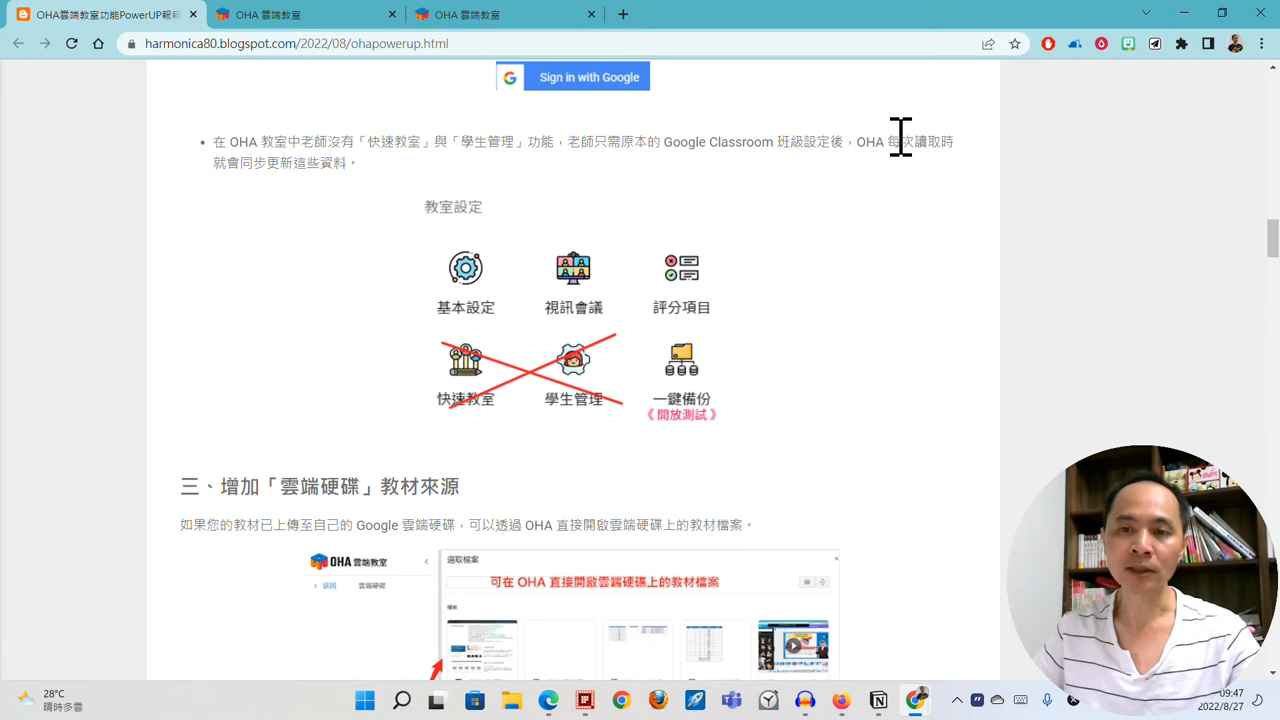 OHA雲端教室功能PowerUP報報
OHA 雲端教室
OHA 雲端教室
harmonica80.blogspot.com/2022/08/ohapowerup.html
Sign in with Google
在 OHA 教室中老師沒有「快速教室」與「學生管理」功能，老師只需原本的 Google Classroom 班級設定後，OHA 每次讀取時
就會同步更新這些資料。
教室設定
基本設定
視訊會議
評分項目
快速教室
學生管理
一鍵備份
《 開放測試 》
三、增加「雲端硬碟」教材來源
如果您的教材已上傳至自己的 Google 雲端硬碟，可以透過 OHA 直接開啟雲端硬碟上的教材檔案。
OHA 雲端教室
選取檔案
可在 OHA 直接開啟雲端硬碟上的教材檔案
返回
雲端硬碟
檔案
28°C
晴時多雲
09:47
2022/8/27